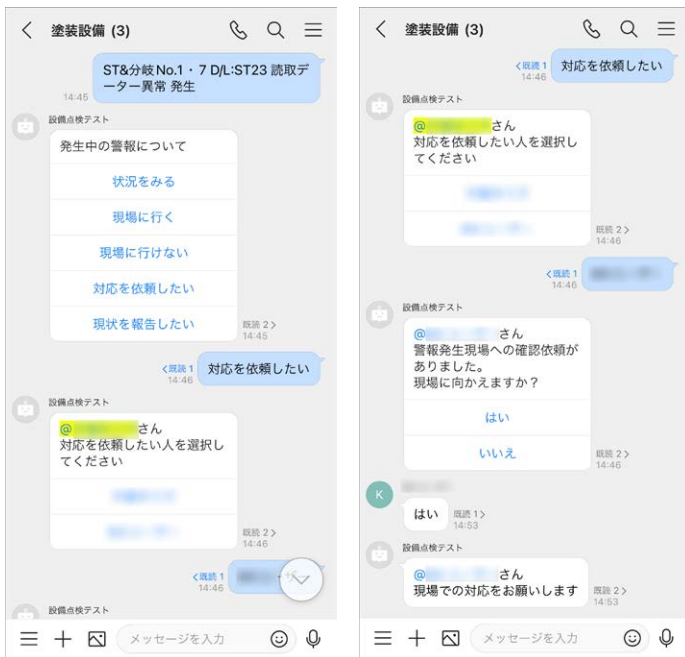 塗装設備 (3)
ST&分岐No.1・7 D/L:ST23 読取デ
ーター異常 発生
14:45
設備点検テスト
発生中の警報について
状況をみる
現場に行く
現場に行けない
対応を依頼したい
現状を報告したい
既読 2>
14:45
<既読 1
14:46
対応を依頼したい
設備点検テスト
@
さん
対応を依頼したい人を選択し
てください
既読 2>
14:46
<既読 1
14:46
設備点検テスト
メッセージを入力
塗装設備 (3)
<既読 1
14:46
対応を依頼したい
設備点検テスト
@
さん
対応を依頼したい人を選択し
てください
既読 2>
14:46
<既読 1
14:46
設備点検テスト
@
さん
警報発生現場への確認依頼が
ありました。
現場に向かえますか？
はい
いいえ
既読 2>
14:46
K
はい
既読 1>
14:53
設備点検テスト
@
さん
現場での対応をお願いします
既読 2>
14:53
メッセージを入力